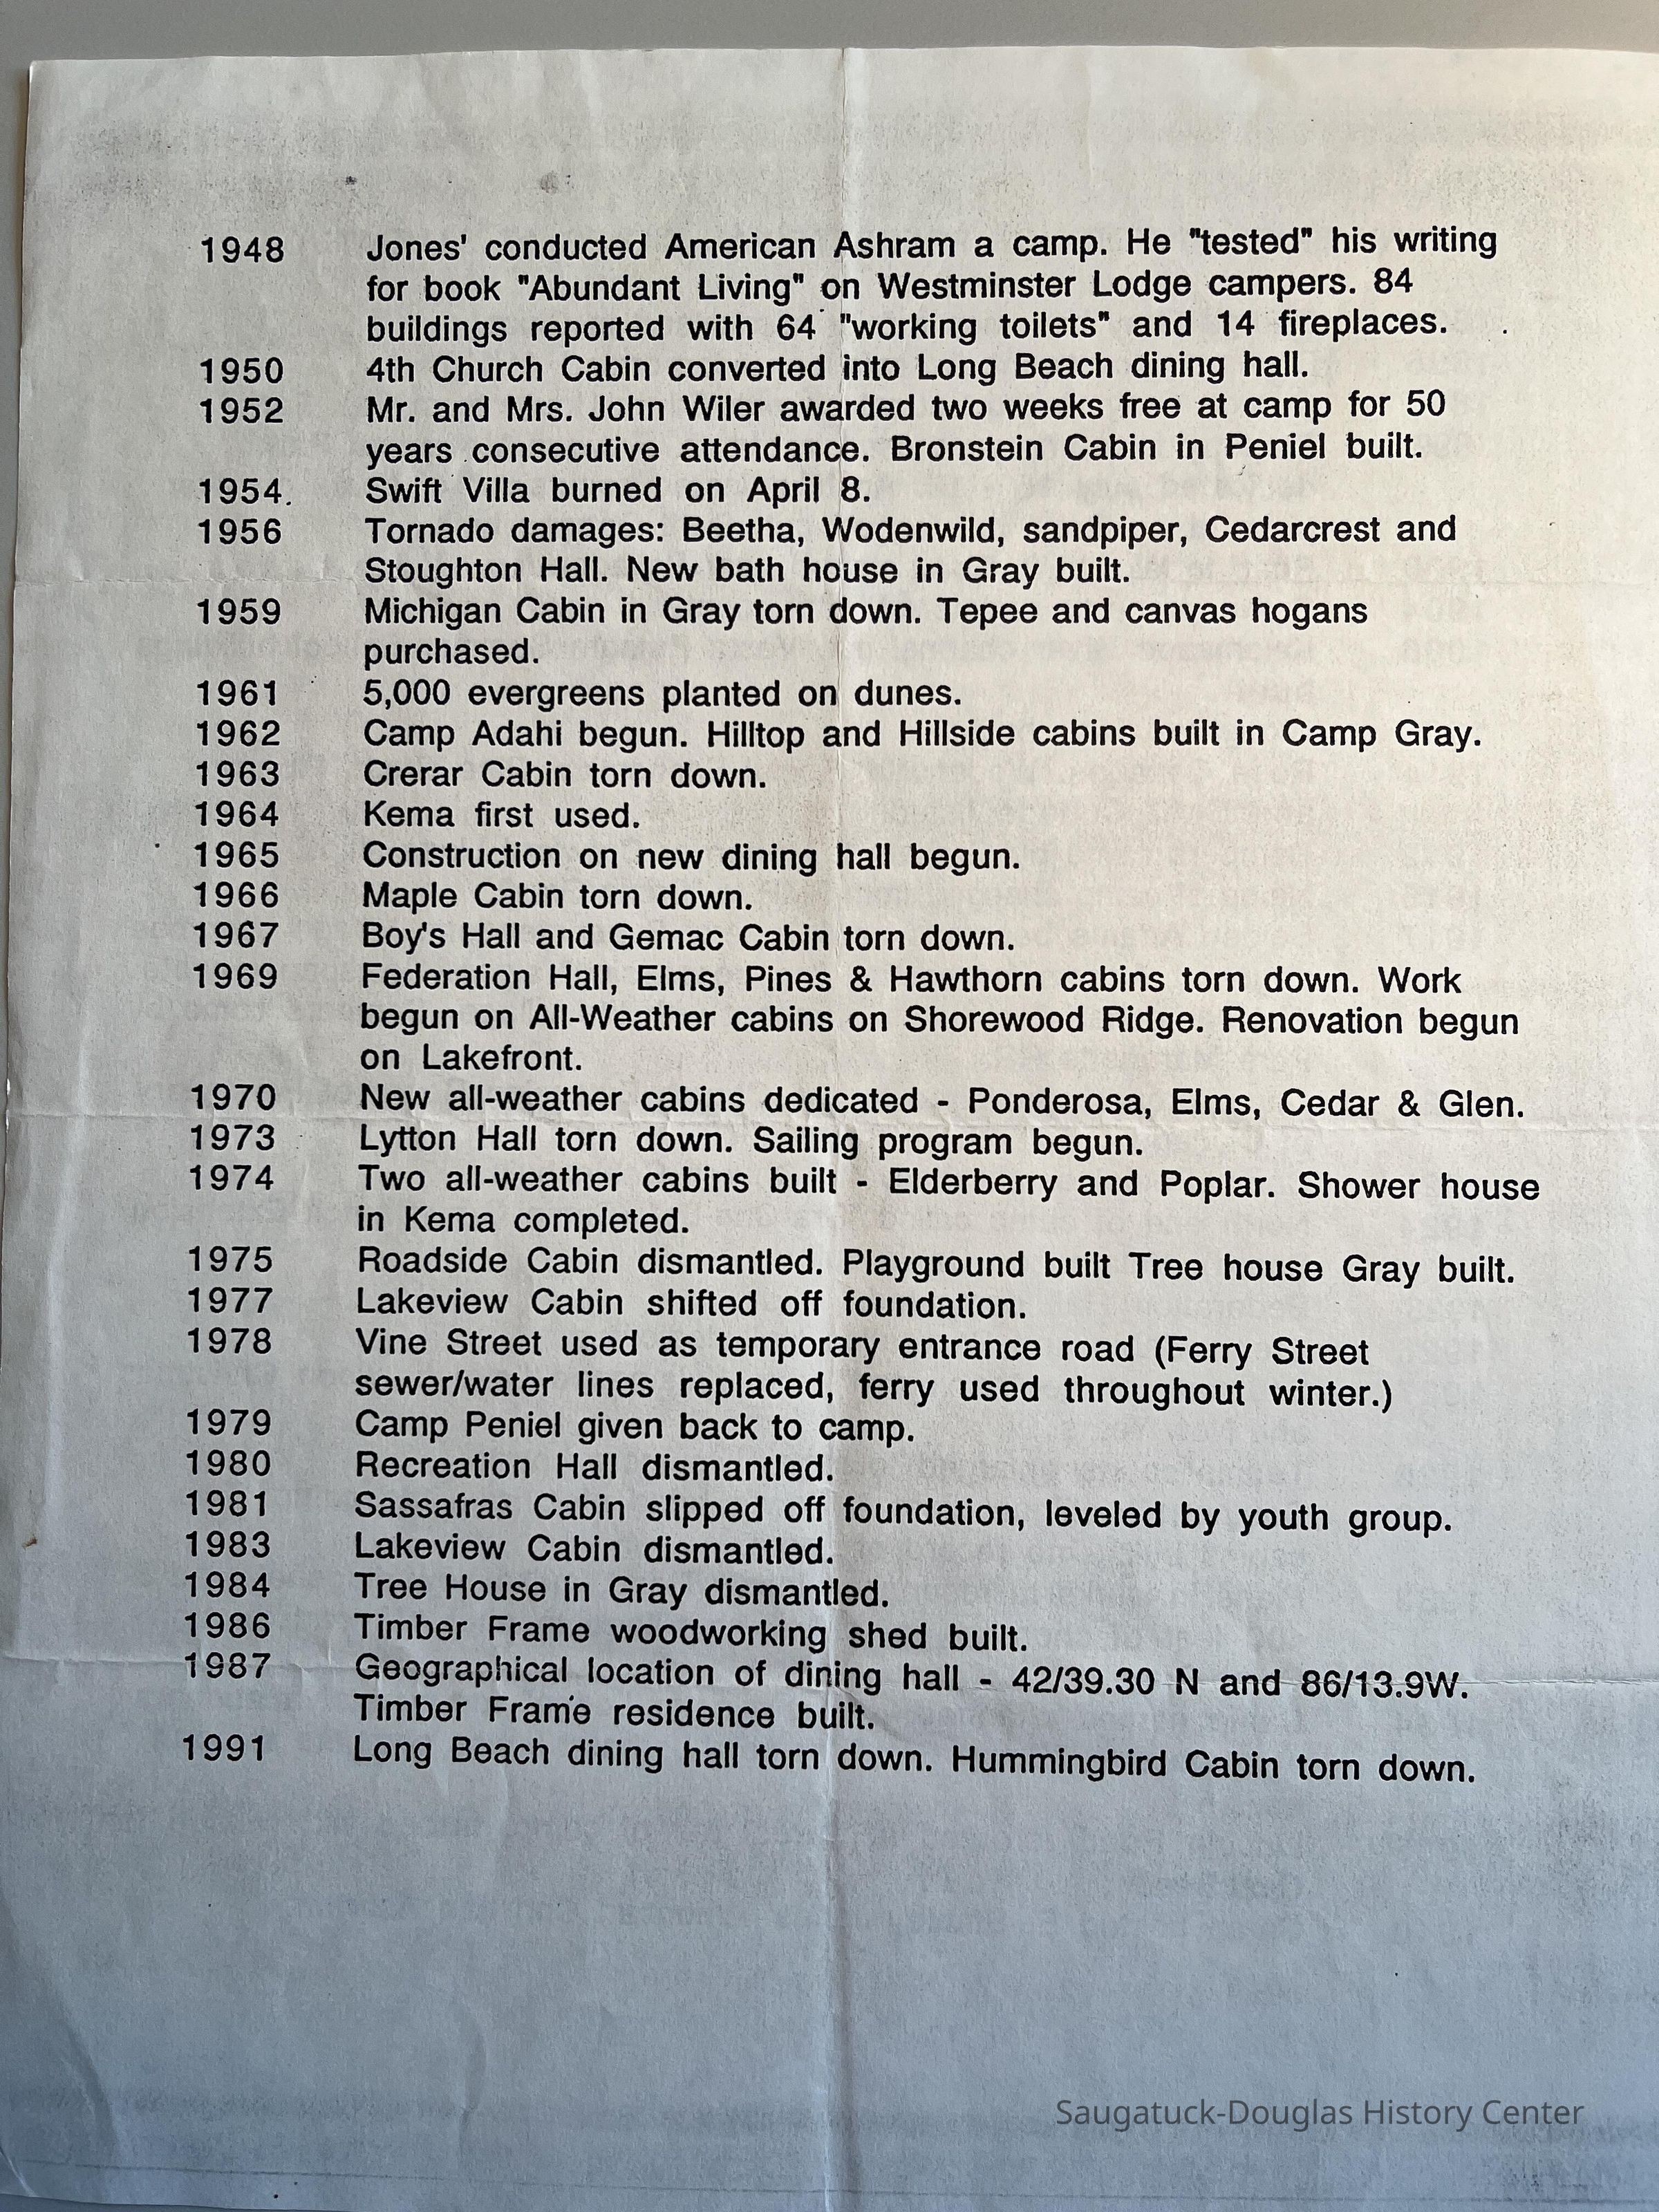 1948 Jones' conducted American Ashram a camp. He "tested" his writing
for book "Abundant Living" on Westminster Lodge campers. 84
buildings reported with 64 "working toilets" and 14 fireplaces.
1950 4th Church Cabin converted into Long Beach dining hall.
1952 Mr. and Mrs. John Wiler awarded two weeks free at camp for 50
years consecutive attendance. Bronstein Cabin in Peniel built.
1954. Swift Villa burned on April 8.
1956 Tornado damages: Beetha, Wodenwild, sandpiper, Cedarcrest and
Stoughton Hall. New bath house in Gray built.
1959 Michigan Cabin in Gray torn down. Tepee and canvas hogans
purchased.
1961 5,000 evergreens planted on dunes.
1962 Camp Adahi begun. Hilltop and Hillside cabins built in Camp Gray.
1963 Crerar Cabin torn down.
1964 Kema first used.
1965 Construction on new dining hall begun.
1966 Maple Cabin torn down.
1967 Boy's Hall and Gemac Cabin torn down.
1969 Federation Hall, Elms, Pines & Hawthorn cabins torn down. Work
begun on All-Weather cabins on Shorewood Ridge. Renovation begun
on Lakefront.
1970 New all-weather cabins dedicated - Ponderosa, Elms, Cedar & Glen.
1973 Lytton Hall torn down. Sailing program begun.
1974 Two all-weather cabins built - Elderberry and Poplar. Shower house
in Kema completed.
1975 Roadside Cabin dismantled. Playground built Tree house Gray built.
1977 Lakeview Cabin shifted off foundation.
1978 Vine Street used as temporary entrance road (Ferry Street
sewer/water lines replaced, ferry used throughout winter.)
1979 Camp Peniel given back to camp.
1980 Recreation Hall dismantled.
1981 Sassafras Cabin slipped off foundation, leveled by youth group.
1983 Lakeview Cabin dismantled.
1984 Tree House in Gray dismantled.
1986 Timber Frame woodworking shed built.
1987 Geographical location of dining hall - 42/39.30 N and 86/13.9W.
Timber Frame residence built.
1991 Long Beach dining hall torn down. Hummingbird Cabin torn down.
Saugatuck-Douglas History Center